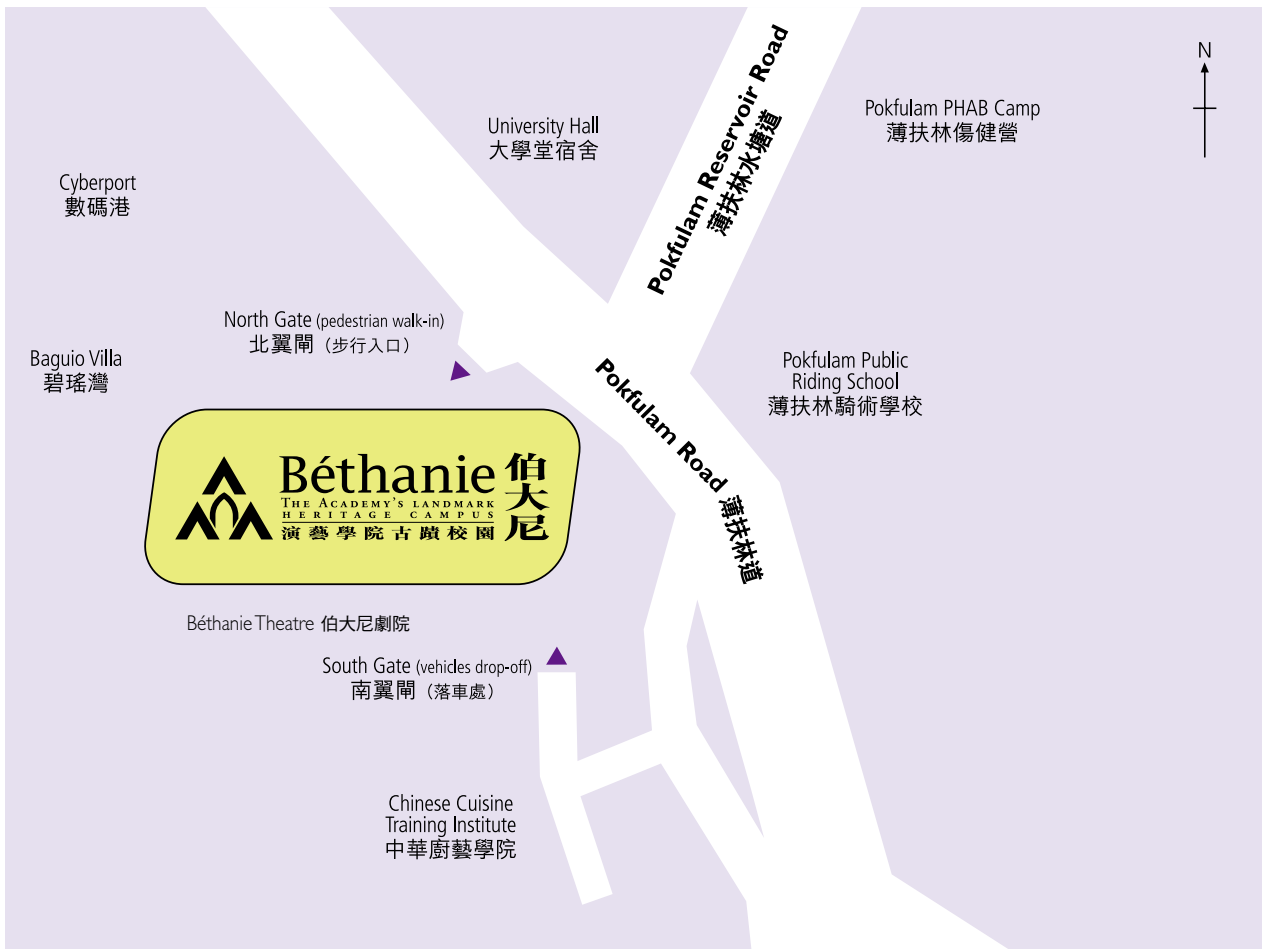 N
Pokfulam Reservoir Road
薄扶林水塘道
Pokfulam PHAB Camp
薄扶林傷健營
University Hall
大學堂宿舍
Cyberport
數碼港
North Gate (pedestrian walk-in)
北翼閘（步行入口）
Baguio Villa
碧瑤灣
Pokfulam Public
Riding School
薄扶林騎術學校
Pokfulam Road 薄扶林道
Béthanie
THE ACADEMY'S LANDMARK
HERITAGE CAMPUS
演藝學院古蹟校園
伯大尼
Béthanie Theatre 伯大尼劇院
South Gate (vehicles drop-off)
南翼閘（落車處）
Chinese Cuisine
Training Institute
中華廚藝學院